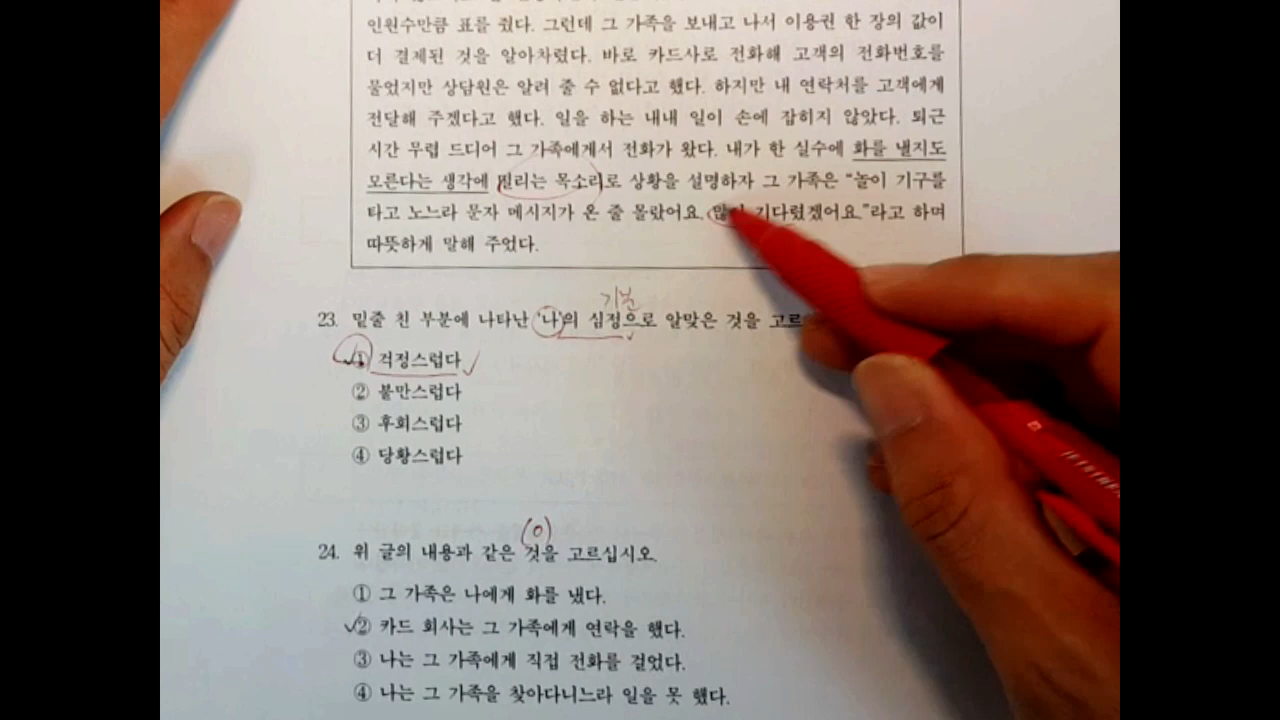 인원수만큼 표를 줬다. 그런데 그 가족을 보내고 나서 이용권 한 장의 값이
더 결제된 것을 알아차렸다. 바로 카드사로 전화해 고객의 전화번호를
물었지만 상담원은 알려 줄 수 없다고 했다. 하지만 내 연락처를 고객에게
전달해 주겠다고 했다. 일을 하는 내내 일이 손에 잡히지 않았다. 퇴근
시간 무렵 드디어 그 가족에게서 전화가 왔다. 내가 한 실수에 화를 낼지도
모른다는 생각에 떨리는 목소리로 상황을 설명하자 그 가족은 “놀이 기구를
타고 노느라 문자 메시지가 온 줄 몰랐어요. 기다렸겠어요.”라고 하며
따뜻하게 말해 주었다.
기분
23. 밑줄 친 부분에 나타난 ‘나’의 심정으로 알맞은 것을 고르
① 걱정스럽다
② 불만스럽다
③ 후회스럽다
④ 당황스럽다
(0)
24. 위 글의 내용과 같은 것을 고르십시오.
① 그 가족은 나에게 화를 냈다.
② 카드 회사는 그 가족에게 연락을 했다.
③ 나는 그 가족에게 직접 전화를 걸었다.
④ 나는 그 가족을 찾아다니느라 일을 못 했다.